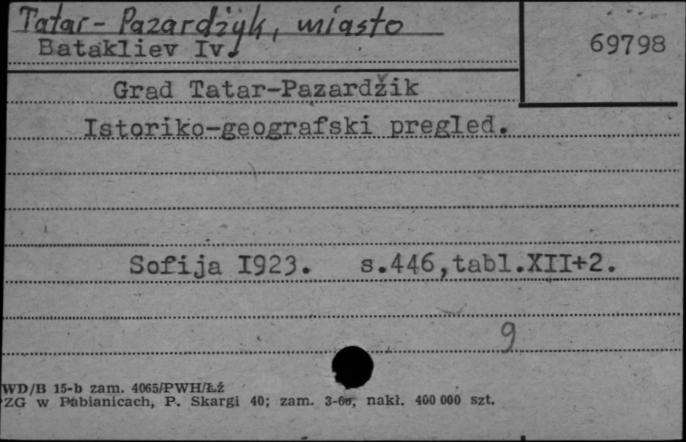 Tatar-Pazardżyk, miasto
Batakliev Iv.
69798
Grad Tatar-Pazardžik
Istoriko-geografski pregled.
Sofija I923. s.446,tabl.XII+2.
9
WD/B 15-b zam. 4065/PWH/Łź
ZG w Pabianicach, P. Skargi 40; zam. 3-66, nakł. 400 000 szt.